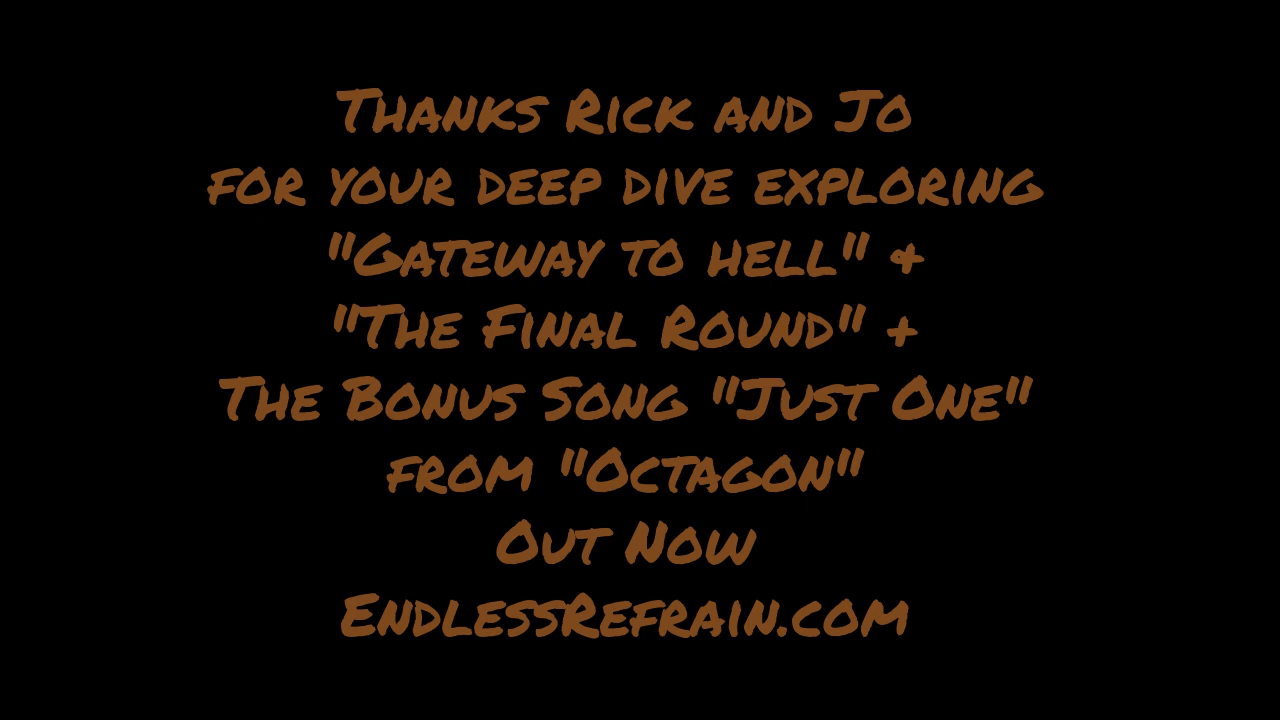 Thanks Rick and Jo
for your deep dive exploring
"Gateway to hell" &
"The Final Round" +
The Bonus Song "Just One"
from "Octagon"
Out Now
EndlessRefrain.com